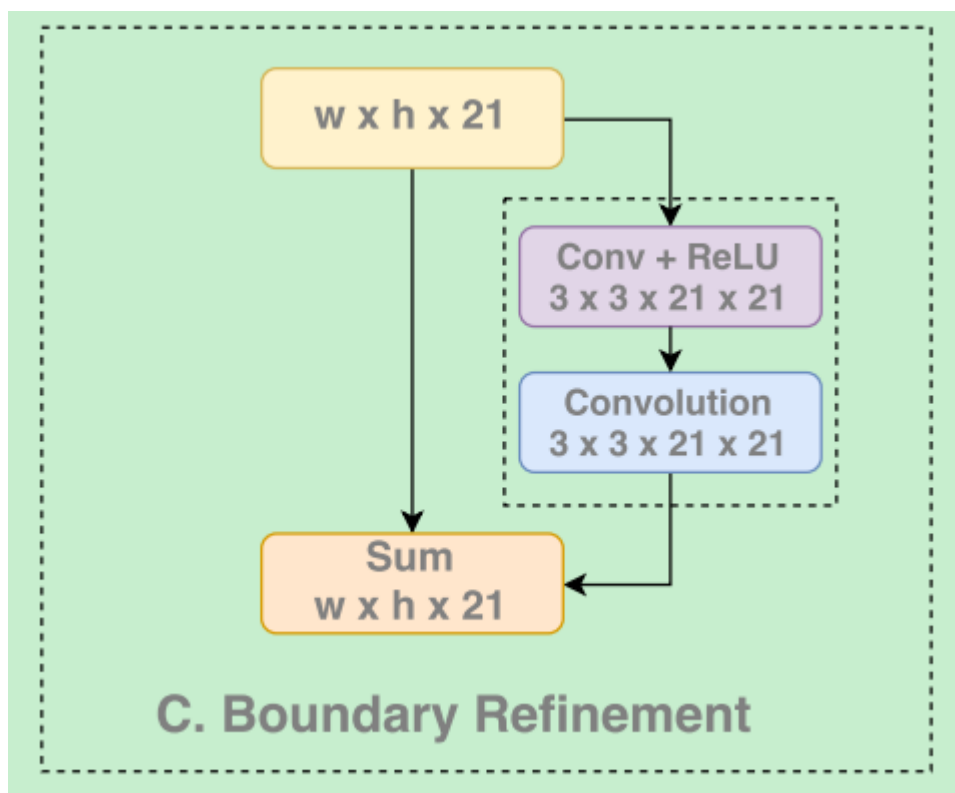 w x h x 21
Conv + ReLU
3 x 3 x 21 x 21
Convolution
3 x 3 x 21 x 21
Sum
w x h x 21
C. Boundary Refinement